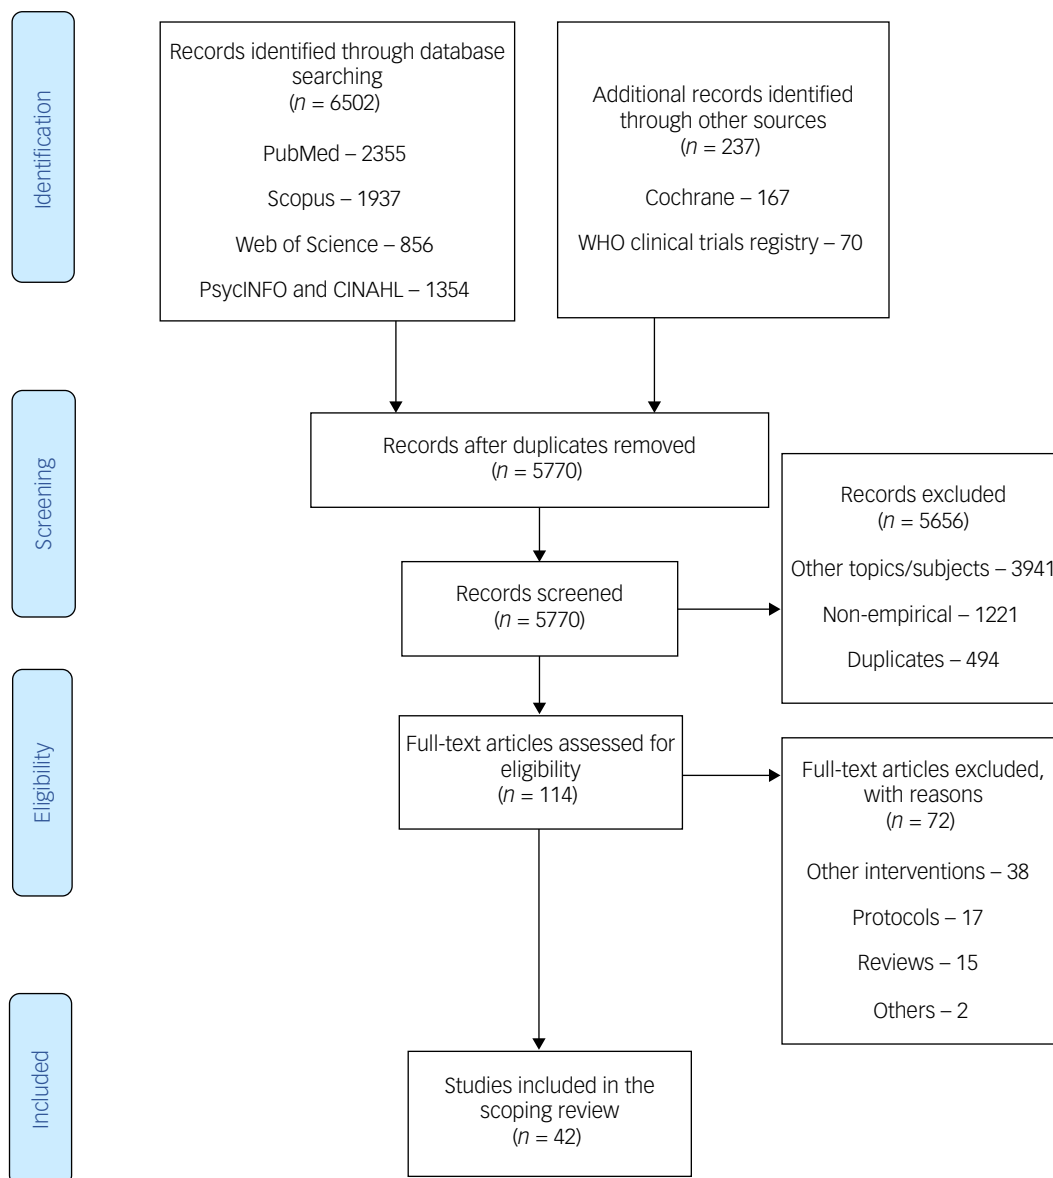 Identification
Records identified through database
searching
(n = 6502)
PubMed – 2355
Scopus – 1937
Web of Science – 856
PsycINFO and CINAHL – 1354
Additional records identified
through other sources
(n = 237)
Cochrane – 167
WHO clinical trials registry – 70
Screening
Records after duplicates removed
(n = 5770)
Records screened
(n = 5770)
Records excluded
(n = 5656)
Other topics/subjects – 3941
Non-empirical – 1221
Duplicates – 494
Eligibility
Full-text articles assessed for
eligibility
(n = 114)
Full-text articles excluded,
with reasons
(n = 72)
Other interventions – 38
Protocols – 17
Reviews – 15
Others – 2
Included
Studies included in the
scoping review
(n = 42)